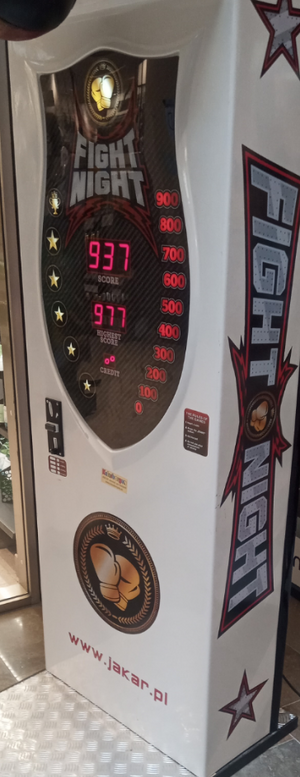 FIGHT
NIGHT
900
800
937
700
SCORE
600
500
977
400
HIGHEST
SCORE
300
200
CREDIT
100
0
FIGHT NIGHT
www.jakar.pl